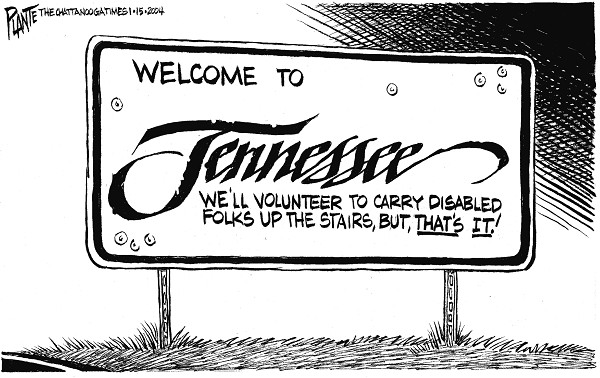 PLANTE THE CHATTANOOGA TIMES 1·15·2004
WELCOME TO
Tennessee
WE'LL VOLUNTEER TO CARRY DISABLED
FOLKS UP THE STAIRS, BUT, THAT'S IT!